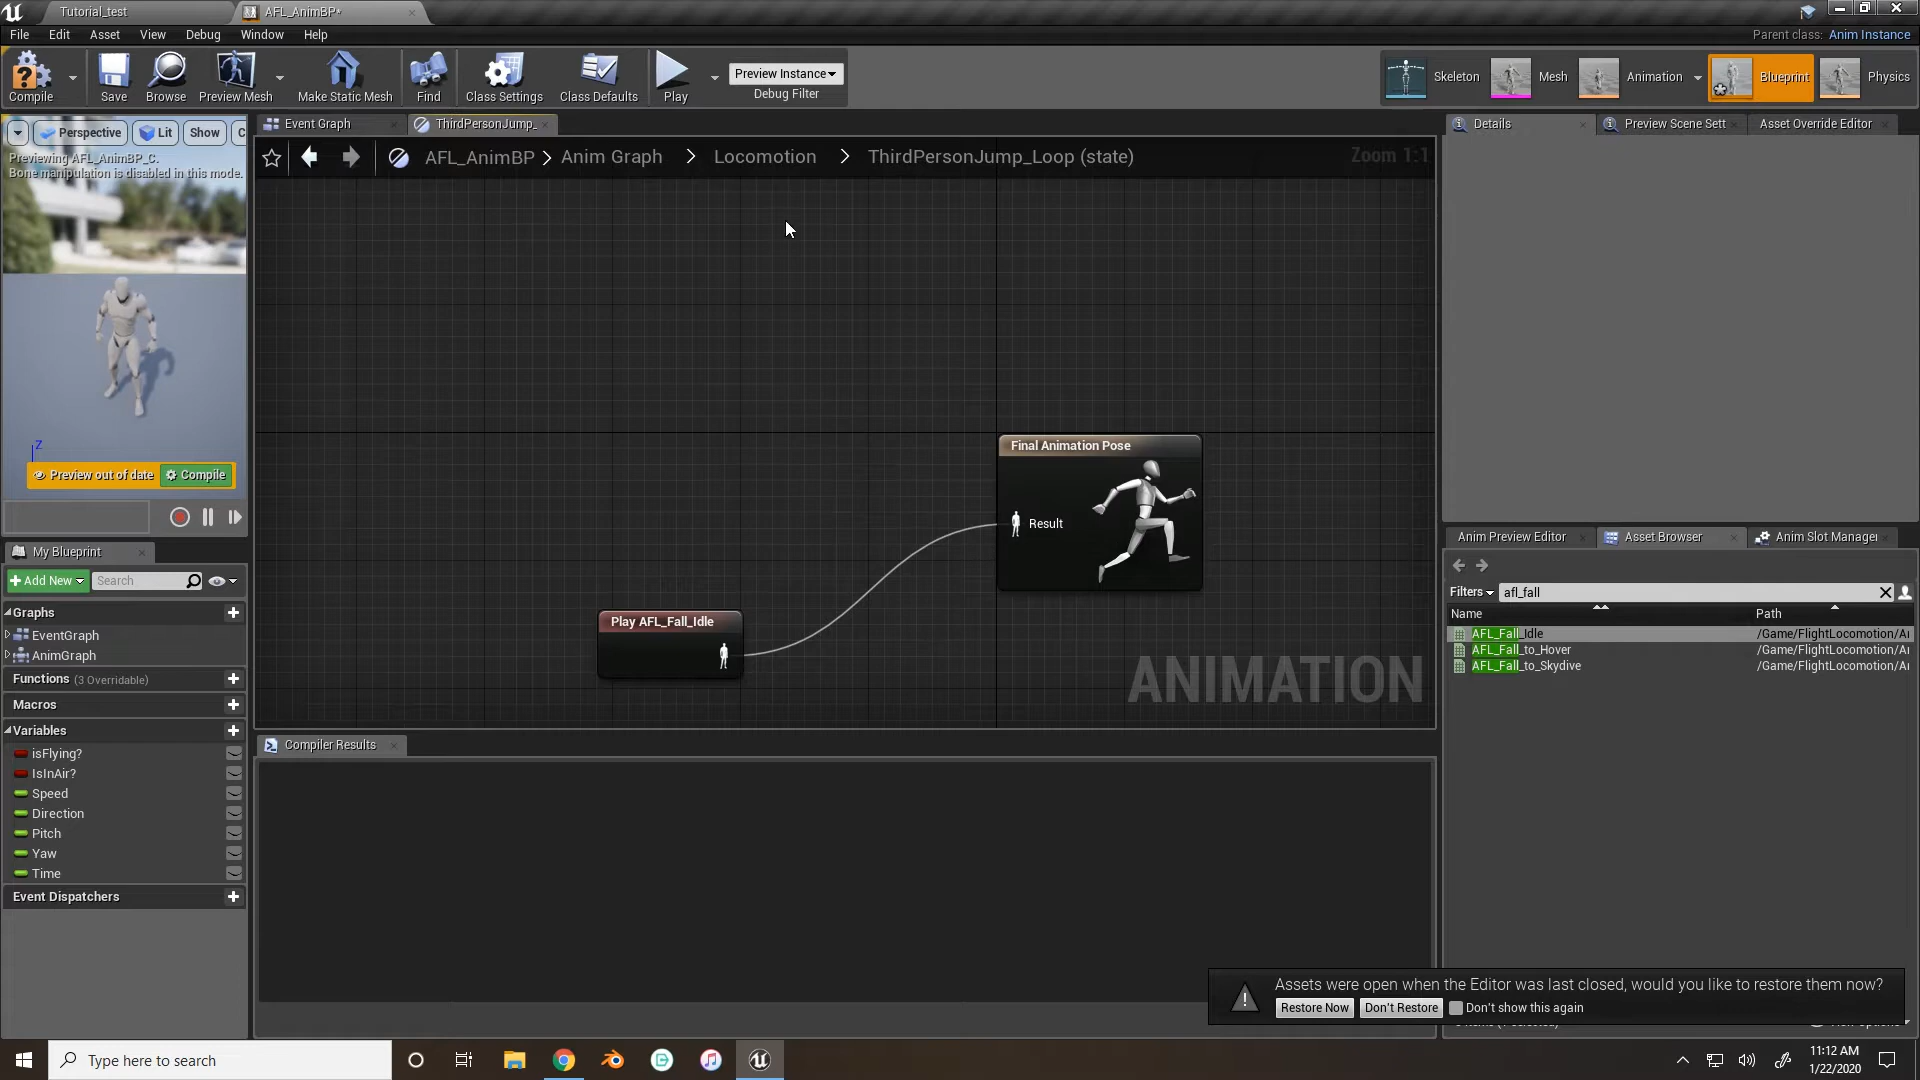 Tutorial_test
AFL_AnimBP*
File Edit Asset View Debug Window Help
Parent class: Anim Instance
Compile
Save
Browse
Preview Mesh
Make Static Mesh
Find
Class Settings
Class Defaults
Play
Preview Instance
Debug Filter
Skeleton
Mesh
Animation
Blueprint
Physics
Perspective
Lit
Show
Previewing AFL_AnimBP_C.
Bone manipulation is disabled in this mode.
Z
Preview out of date
Compile
Event Graph
ThirdPersonJump_
AFL_AnimBP > Anim Graph > Locomotion > ThirdPersonJump_Loop (state)
Zoom 1:1
Final Animation Pose
Result
Play AFL_Fall_Idle
ANIMATION
Details
Preview Scene Sett
Asset Override Editor
My Blueprint
Add New
Search
Graphs
EventGraph
AnimGraph
Functions (3 Overridable)
Macros
Variables
isFlying?
IsInAir?
Speed
Direction
Pitch
Yaw
Time
Event Dispatchers
Compiler Results
Anim Preview Editor
Asset Browser
Anim Slot Manager
Filters
afl_fall
Name
Path
AFL_Fall_Idle
/Game/FlightLocomotion/
AFL_Fall_to_Hover
/Game/FlightLocomotion/
AFL_Fall_to_Skydive
/Game/FlightLocomotion/
Assets were open when the Editor was last closed, would you like to restore them now?
Restore Now
Don't Restore
Don't show this again
Type here to search
11:12 AM
1/22/2020